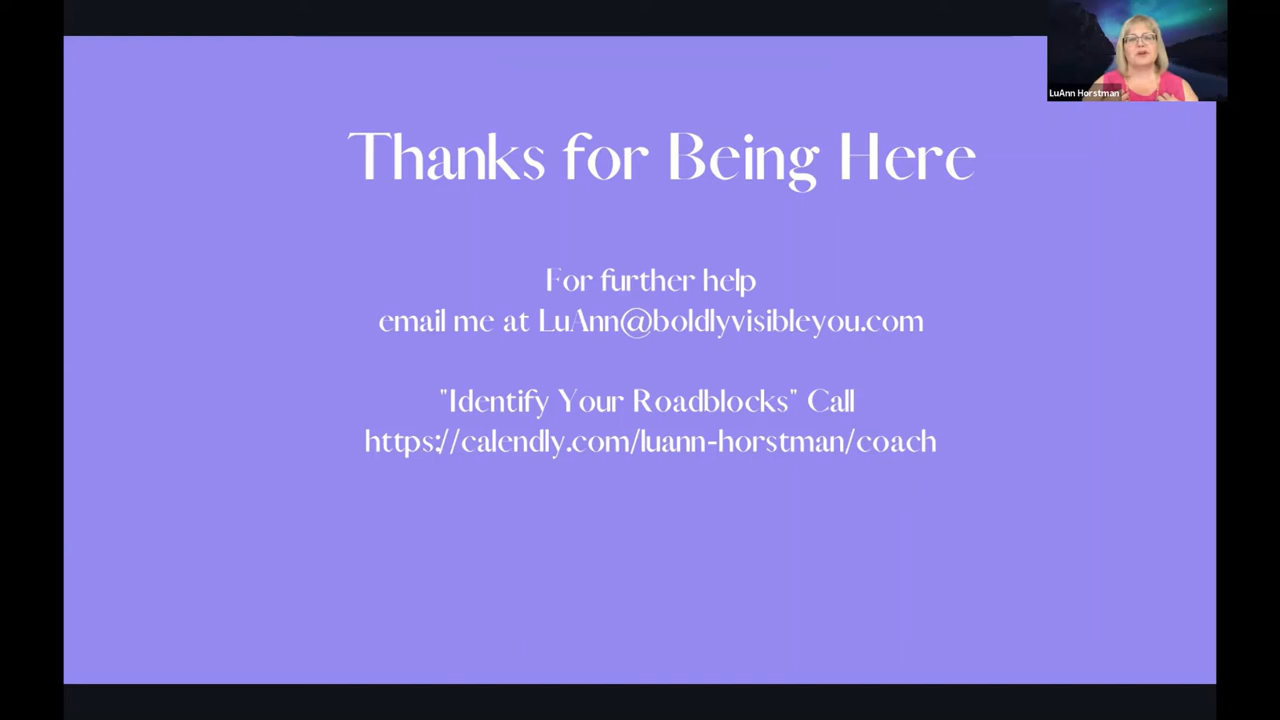 LuAnn Horstman
Thanks for Being Here
For further help
email me at LuAnn@boldlyvisibleyou.com
"Identify Your Roadblocks" Call
https://calendly.com/luann-horstman/coach